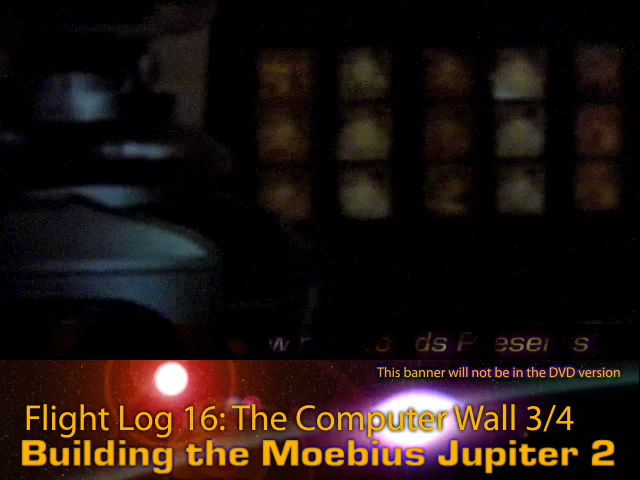 This banner will not be in the DVD version
Flight Log 16: The Computer Wall 3/4
Building the Moebius Jupiter 2